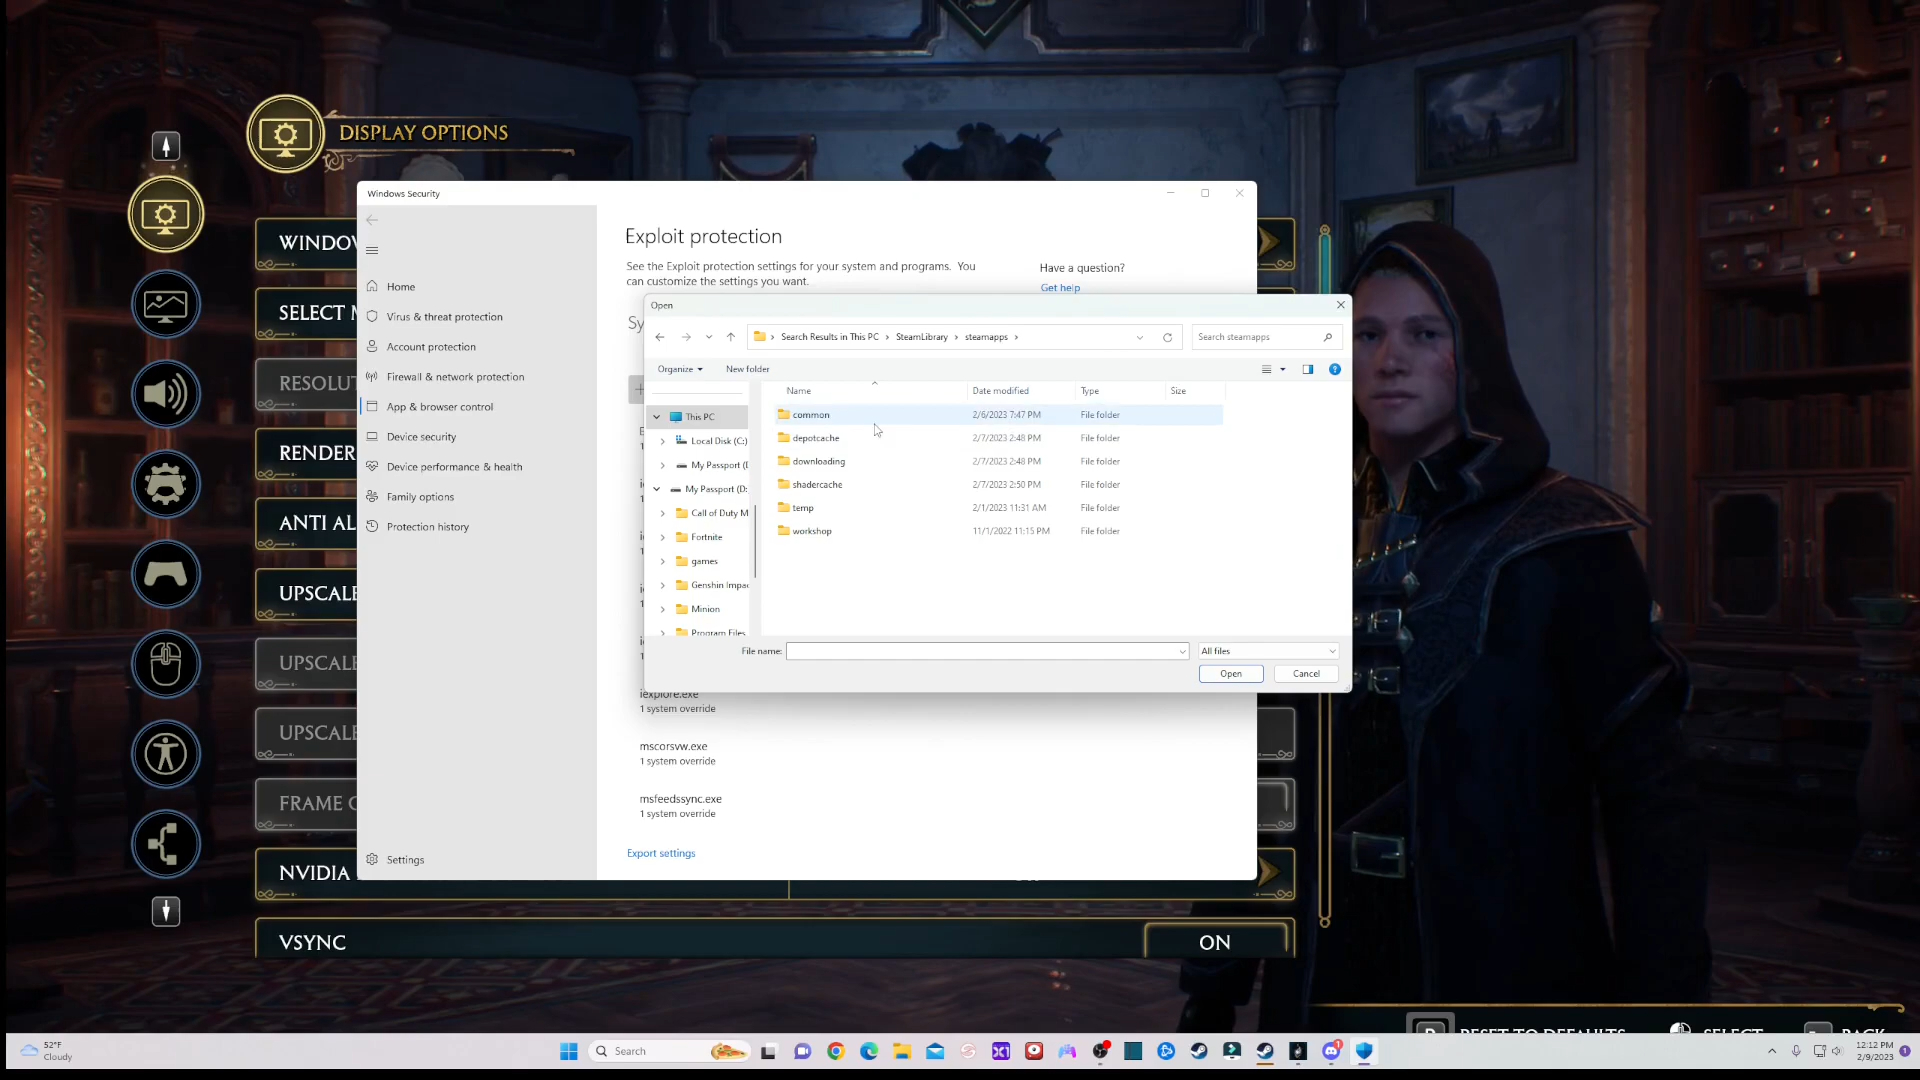 DISPLAY OPTIONS
Windows Security
Exploit protection
See the Exploit protection settings for your system and programs. You
can customize the settings you want.
Have a question?
Get help
Home
Virus & threat protection
Account protection
Firewall & network protection
App & browser control
Device security
Device performance & health
Family options
Protection history
Settings
Open
Search Results in This PC > SteamLibrary > steamapps >
Search steamapps
Organize
New folder
Name Date modified Type Size
common 2/6/2023 7:47 PM File folder
depotcache 2/7/2023 2:48 PM File folder
downloading 2/7/2023 2:48 PM File folder
shadercache 2/7/2023 2:50 PM File folder
temp 2/1/2023 11:31 AM File folder
workshop 11/1/2022 11:15 PM File folder
This PC
Local Disk (C:)
My Passport (
My Passport (D:
Call of Duty M
Fortnite
games
Genshin Impac
Minion
Program Files
File name:
All files
Open
Cancel
iexplore.exe
1 system override
mscorsvw.exe
1 system override
msfeedssync.exe
1 system override
Export settings
WINDOW
SELECT M
RESOLUT
RENDER
ANTI AL
UPSCALE
UPSCALE
UPSCALE
FRAME G
NVIDIA
VSYNC
ON
RESET TO DEFAULTS
SELECT
BACK
52°F
Cloudy
Search
12:12 PM
2/9/2023